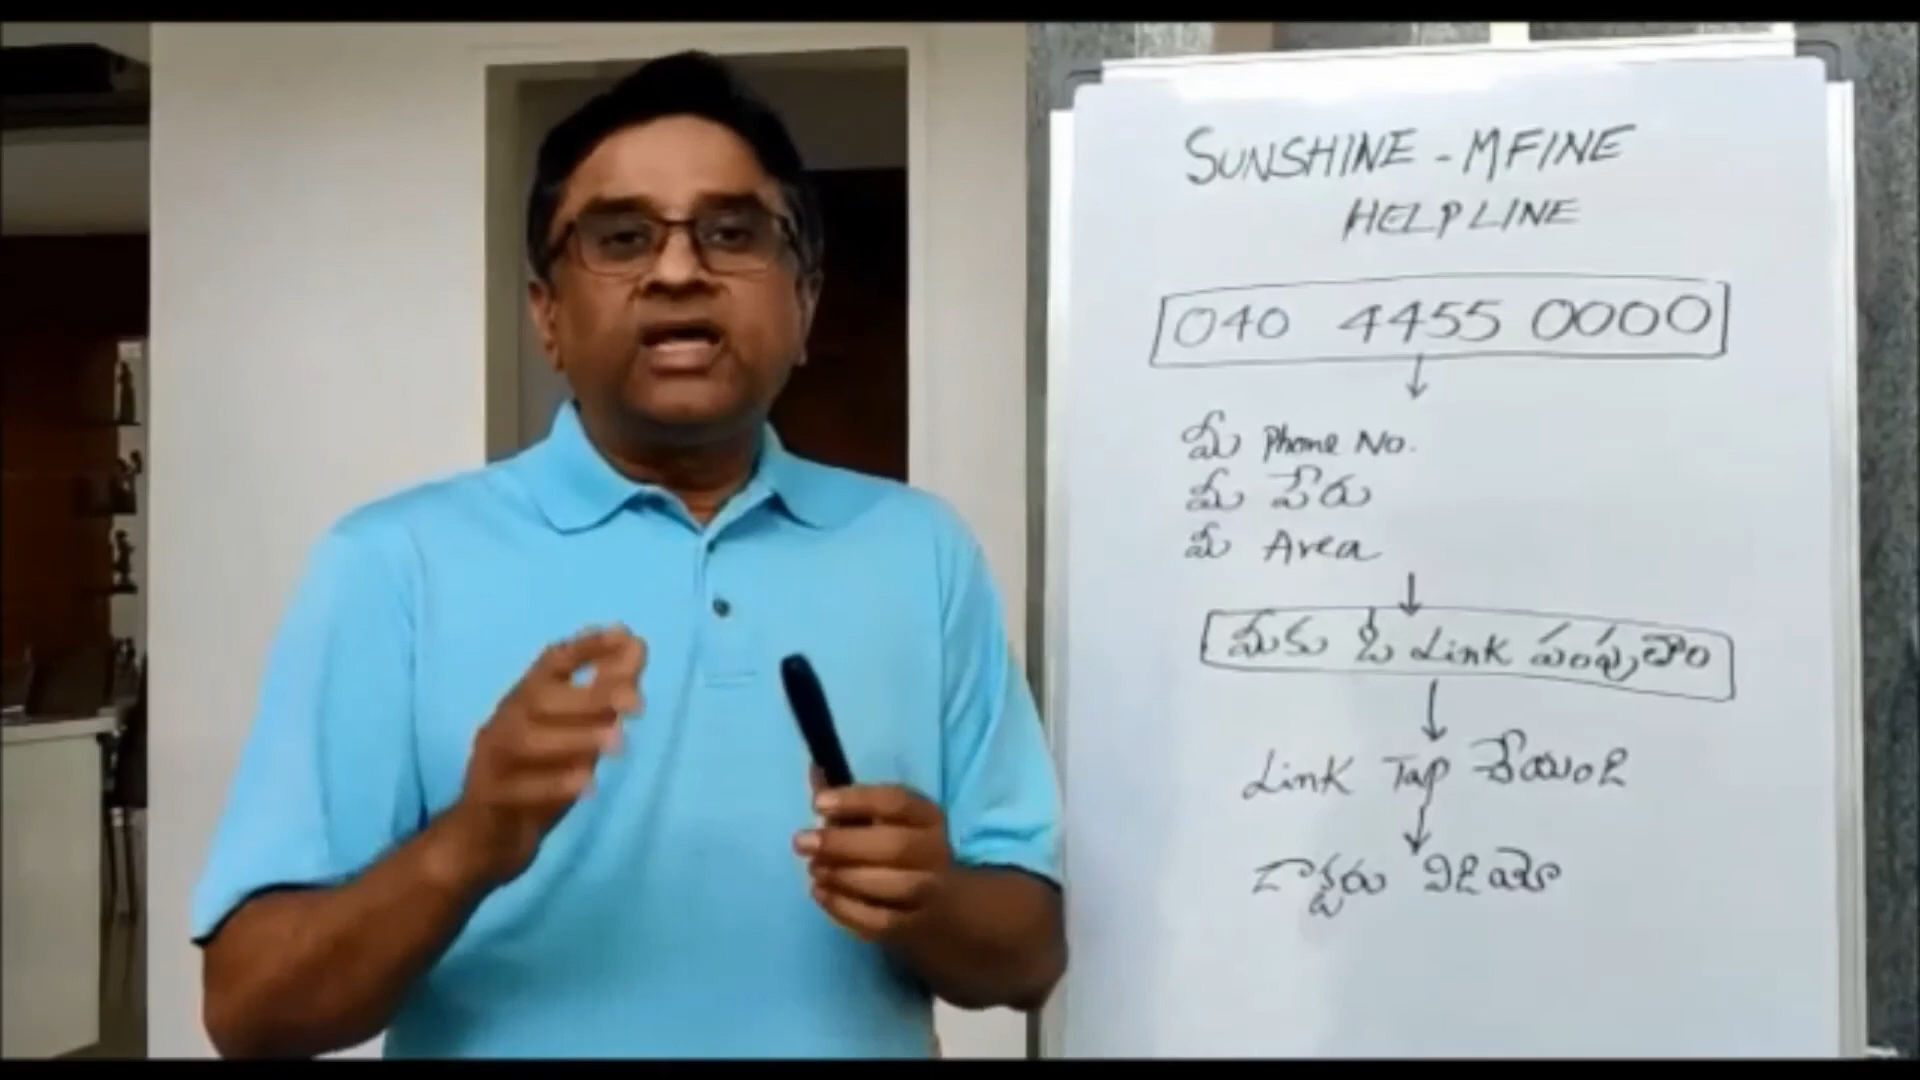 SUNSHINE - MFINE
HELPLINE
040 4455 0000
మీ Phone No.
మీ పేరు
మీ Area
మీకు ఓ Link పంపుతాం
Link Tap చేయండి
డాక్టరు విడియో